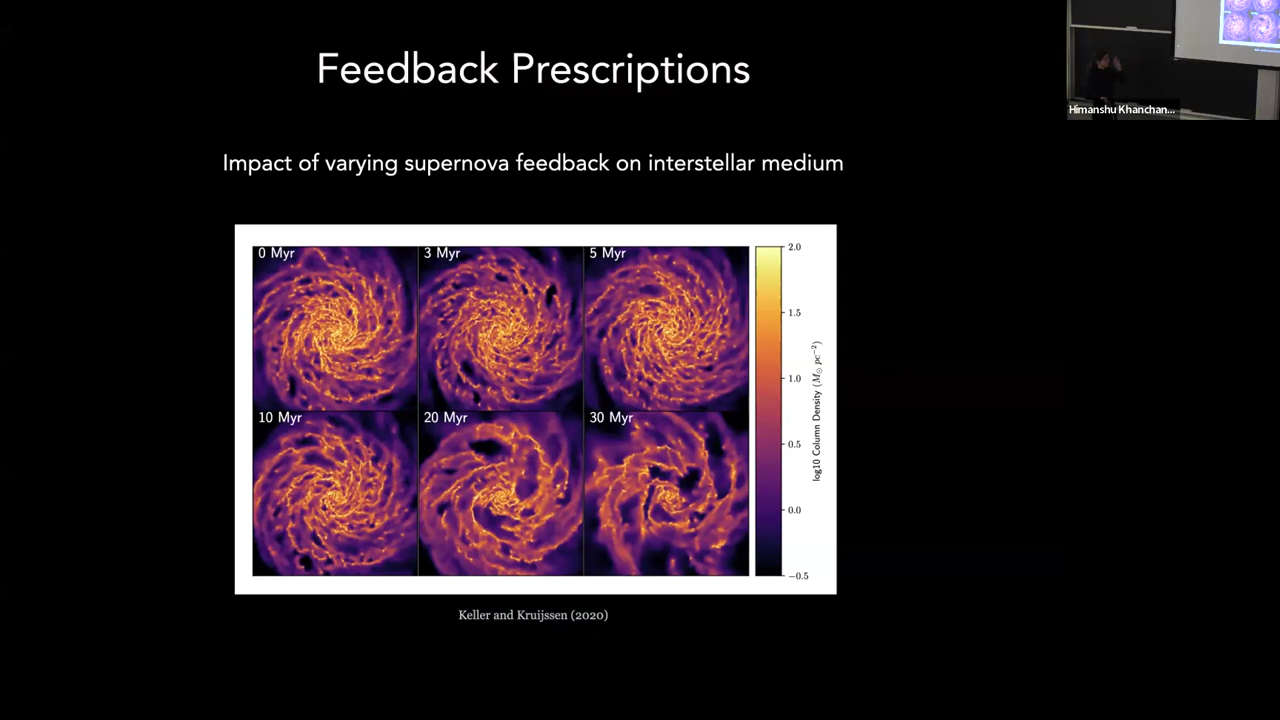 Feedback Prescriptions
Himanshu Khanchan...
Impact of varying supernova feedback on interstellar medium
0 Myr
3 Myr
5 Myr
10 Myr
20 Myr
30 Myr
2.0
1.5
1.0
0.5
0.0
−0.5
log10 Column Density (M☉ pc⁻²)
Keller and Kruijssen (2020)